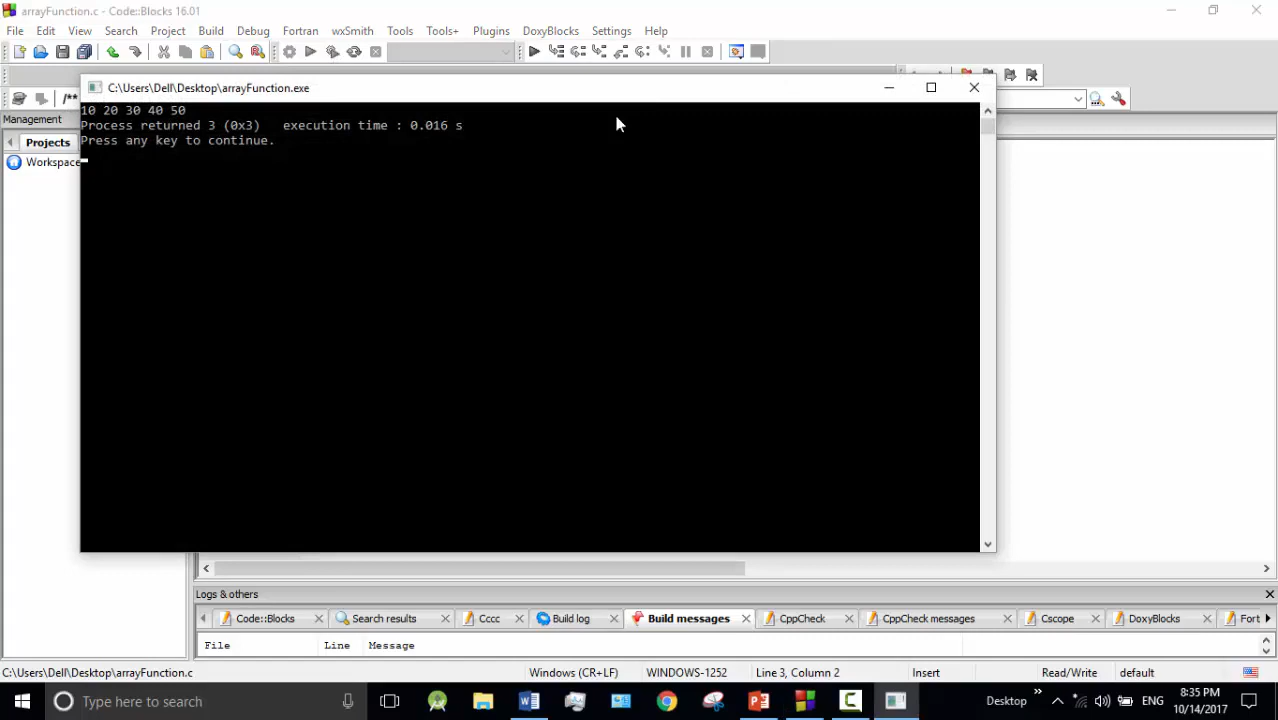 arrayFunction.c - Code::Blocks 16.01
File Edit View Search Project Build Debug Fortran wxSmith Tools Tools+ Plugins DoxyBlocks Settings Help
/**
C:\Users\Dell\Desktop\arrayFunction.exe
10 20 30 40 50
Process returned 3 (0x3)   execution time : 0.016 s
Press any key to continue.
Management
Projects
Workspace
Logs & others
Code::Blocks Search results Cccc Build log Build messages CppCheck CppCheck messages Cscope DoxyBlocks Fort
File Line Message
C:\Users\Dell\Desktop\arrayFunction.c Windows (CR+LF) WINDOWS-1252 Line 3, Column 2 Insert Read/Write default
Type here to search Desktop ENG 8:35 PM
10/14/2017